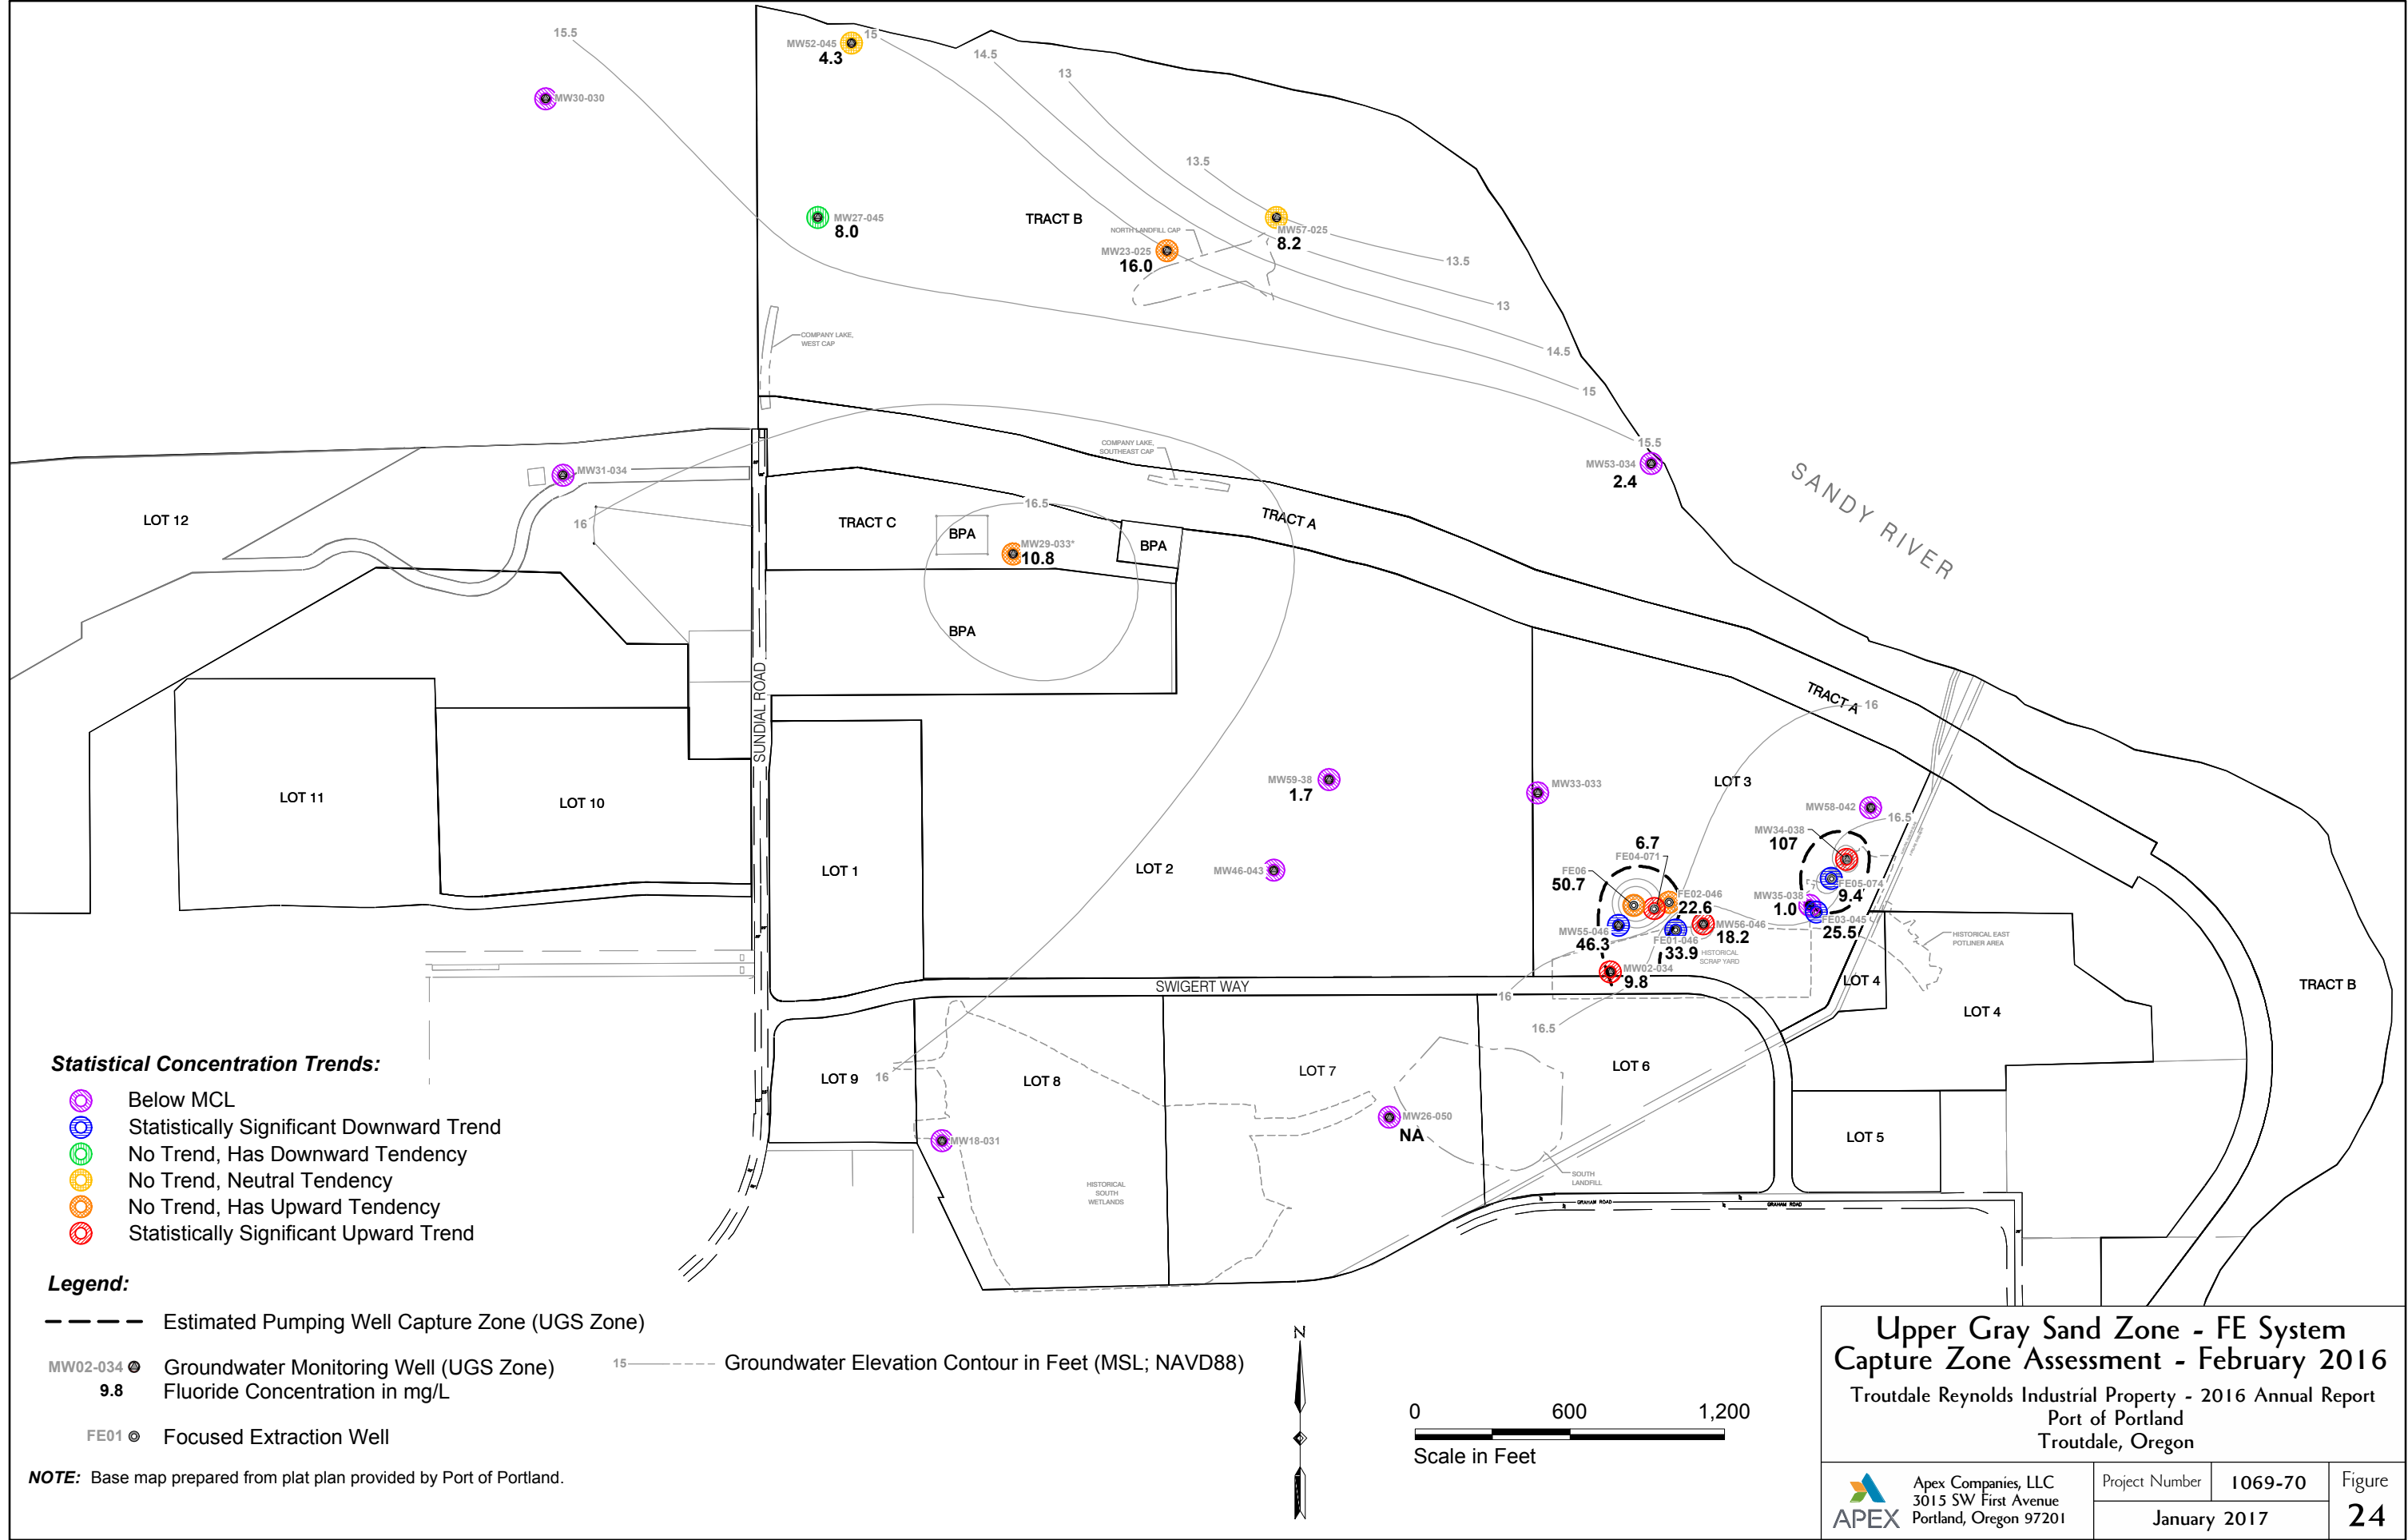 15.5
MW52-045
4.3
15
14.5
13
MW30-030
13.5
MW27-045
8.0
TRACT B
NORTH LANDFILL CAP
MW23-025
16.0
MW57-025
8.2
13.5
13
COMPANY LAKE,
WEST CAP
14.5
15
15.5
MW53-034
2.4
SANDY RIVER
COMPANY LAKE,
SOUTHEAST CAP
MW31-034
LOT 12
16
TRACT C
16.5
BPA
MW29-033*
10.8
BPA
TRACT A
BPA
SUNDIAL ROAD
TRACT A
16
LOT 11
LOT 10
MW59-38
1.7
MW33-033
LOT 3
MW58-042
16.5
MW34-038
107
6.7
FE04-071
FE06
50.7
LOT 1
LOT 2
MW46-043
FE02-046
22.6
MW35-038
1.0
FE05-074
9.4
FE03-045
25.5
MW55-046
46.3
MW56-046
18.2
FE01-046
33.9
HISTORICAL
SCRAP YARD
HISTORICAL EAST
POTLINER AREA
MW02-034
9.8
LOT 4
TRACT B
SWIGERT WAY
16
LOT 4
16.5
LOT 9
16
LOT 8
LOT 7
LOT 6
MW26-050
NA
MW18-031
LOT 5
HISTORICAL
SOUTH
WETLANDS
SOUTH
LANDFILL
GRAHAM ROAD
GRAHAM ROAD
Statistical Concentration Trends:
Below MCL
Statistically Significant Downward Trend
No Trend, Has Downward Tendency
No Trend, Neutral Tendency
No Trend, Has Upward Tendency
Statistically Significant Upward Trend
Legend:
Estimated Pumping Well Capture Zone (UGS Zone)
MW02-034 Groundwater Monitoring Well (UGS Zone)
9.8 Fluoride Concentration in mg/L
15 Groundwater Elevation Contour in Feet (MSL; NAVD88)
FE01 Focused Extraction Well
NOTE: Base map prepared from plat plan provided by Port of Portland.
N
0 600 1,200
Scale in Feet
Upper Gray Sand Zone - FE System
Capture Zone Assessment - February 2016
Troutdale Reynolds Industrial Property - 2016 Annual Report
Port of Portland
Troutdale, Oregon
APEX
Apex Companies, LLC
3015 SW First Avenue
Portland, Oregon 97201
Project Number 1069-70
January 2017
Figure
24